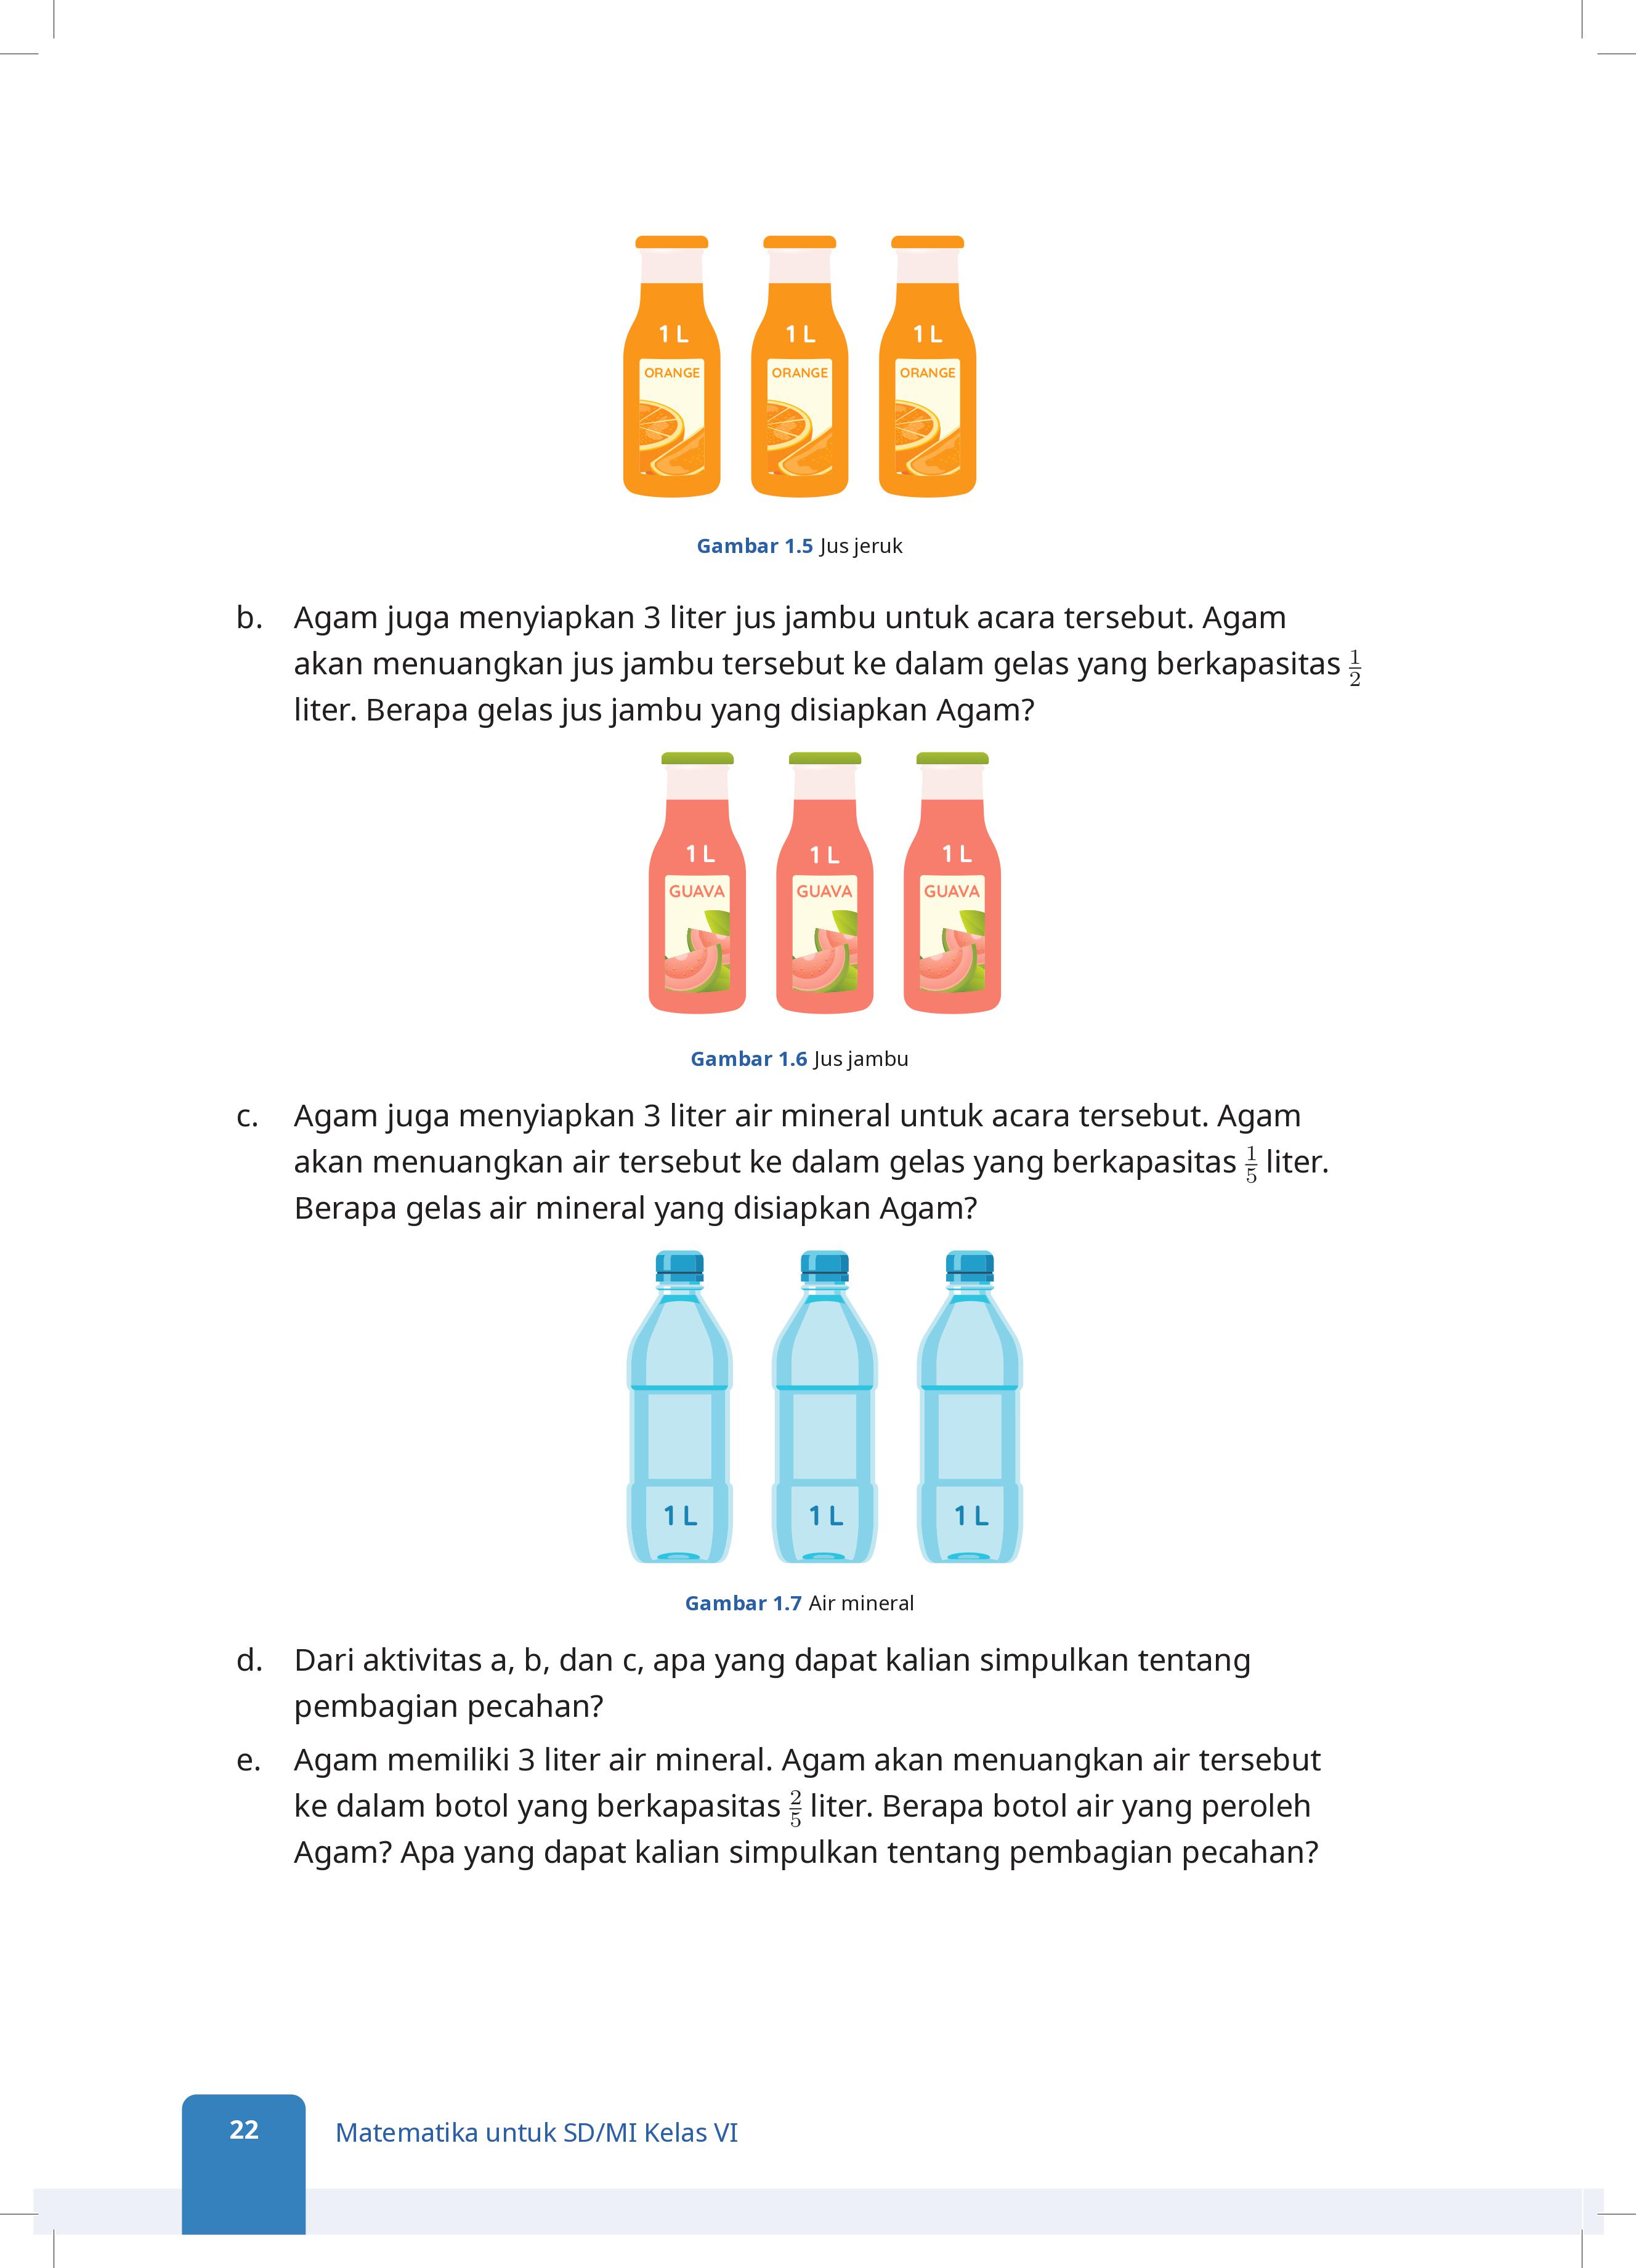 1 L 1 L 1 L
ORANGE ORANGE ORANGE
Gambar 1.5 Jus jeruk
b. Agam juga menyiapkan 3 liter jus jambu untuk acara tersebut. Agam
akan menuangkan jus jambu tersebut ke dalam gelas yang berkapasitas 1/2
liter. Berapa gelas jus jambu yang disiapkan Agam?
1 L 1 L 1 L
GUAVA GUAVA GUAVA
Gambar 1.6 Jus jambu
c. Agam juga menyiapkan 3 liter air mineral untuk acara tersebut. Agam
akan menuangkan air tersebut ke dalam gelas yang berkapasitas 1/5 liter.
Berapa gelas air mineral yang disiapkan Agam?
1 L 1 L 1 L
Gambar 1.7 Air mineral
d. Dari aktivitas a, b, dan c, apa yang dapat kalian simpulkan tentang
pembagian pecahan?
e. Agam memiliki 3 liter air mineral. Agam akan menuangkan air tersebut
ke dalam botol yang berkapasitas 2/5 liter. Berapa botol air yang peroleh
Agam? Apa yang dapat kalian simpulkan tentang pembagian pecahan?
22 Matematika untuk SD/MI Kelas VI